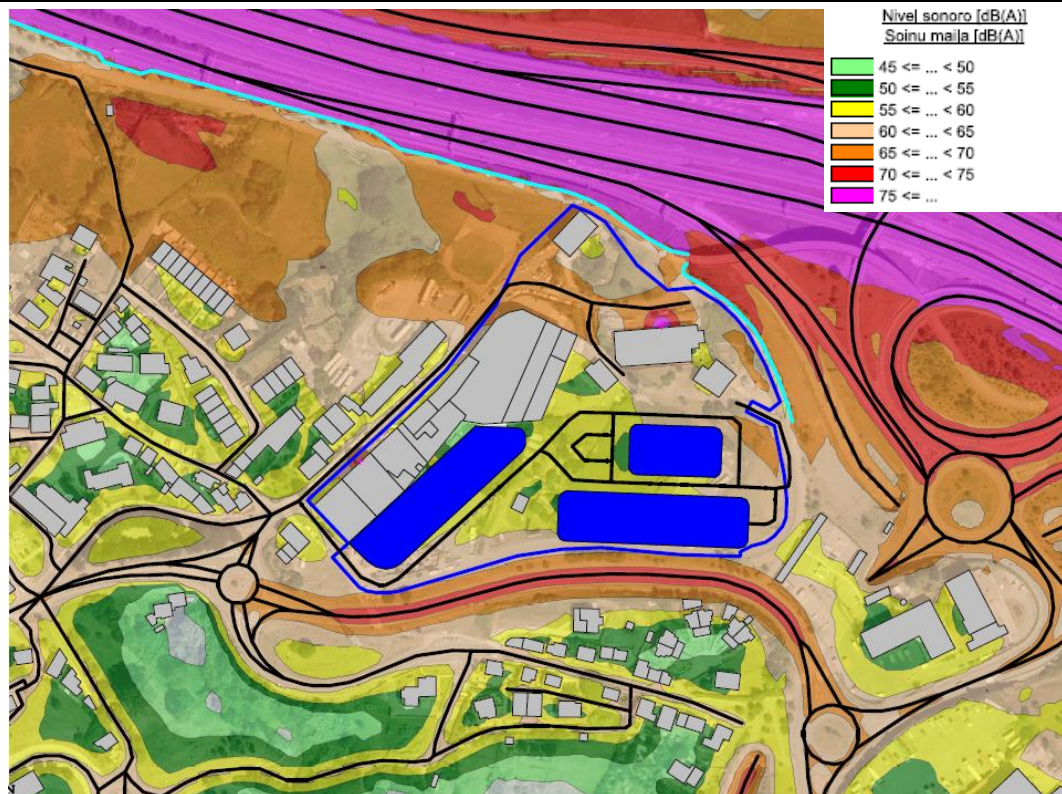 Nivel sonoro [dB(A)]
Soinu maila [dB(A)]
45 <= ... < 50
50 <= ... < 55
55 <= ... < 60
60 <= ... < 65
65 <= ... < 70
70 <= ... < 75
75 <= ...